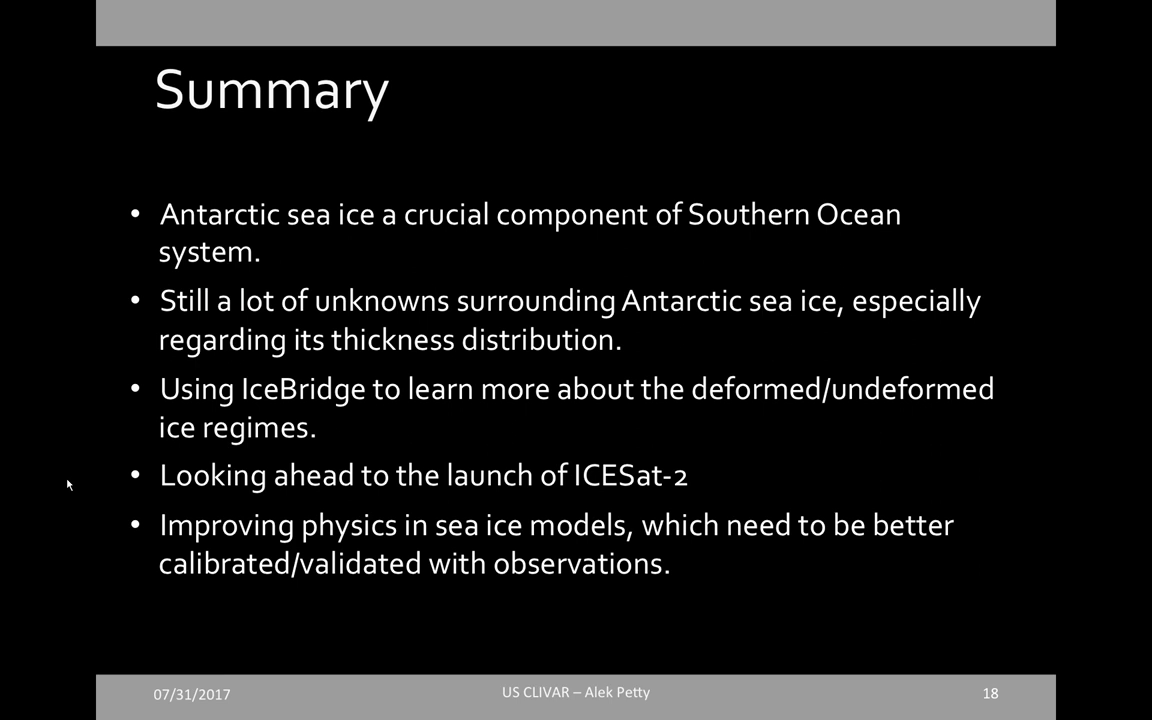 Summary
• Antarctic sea ice a crucial component of Southern Ocean
system.
• Still a lot of unknowns surrounding Antarctic sea ice, especially
regarding its thickness distribution.
• Using IceBridge to learn more about the deformed/undeformed
ice regimes.
• Looking ahead to the launch of ICESat-2
• Improving physics in sea ice models, which need to be better
calibrated/validated with observations.
07/31/2017
US CLIVAR – Alek Petty
18